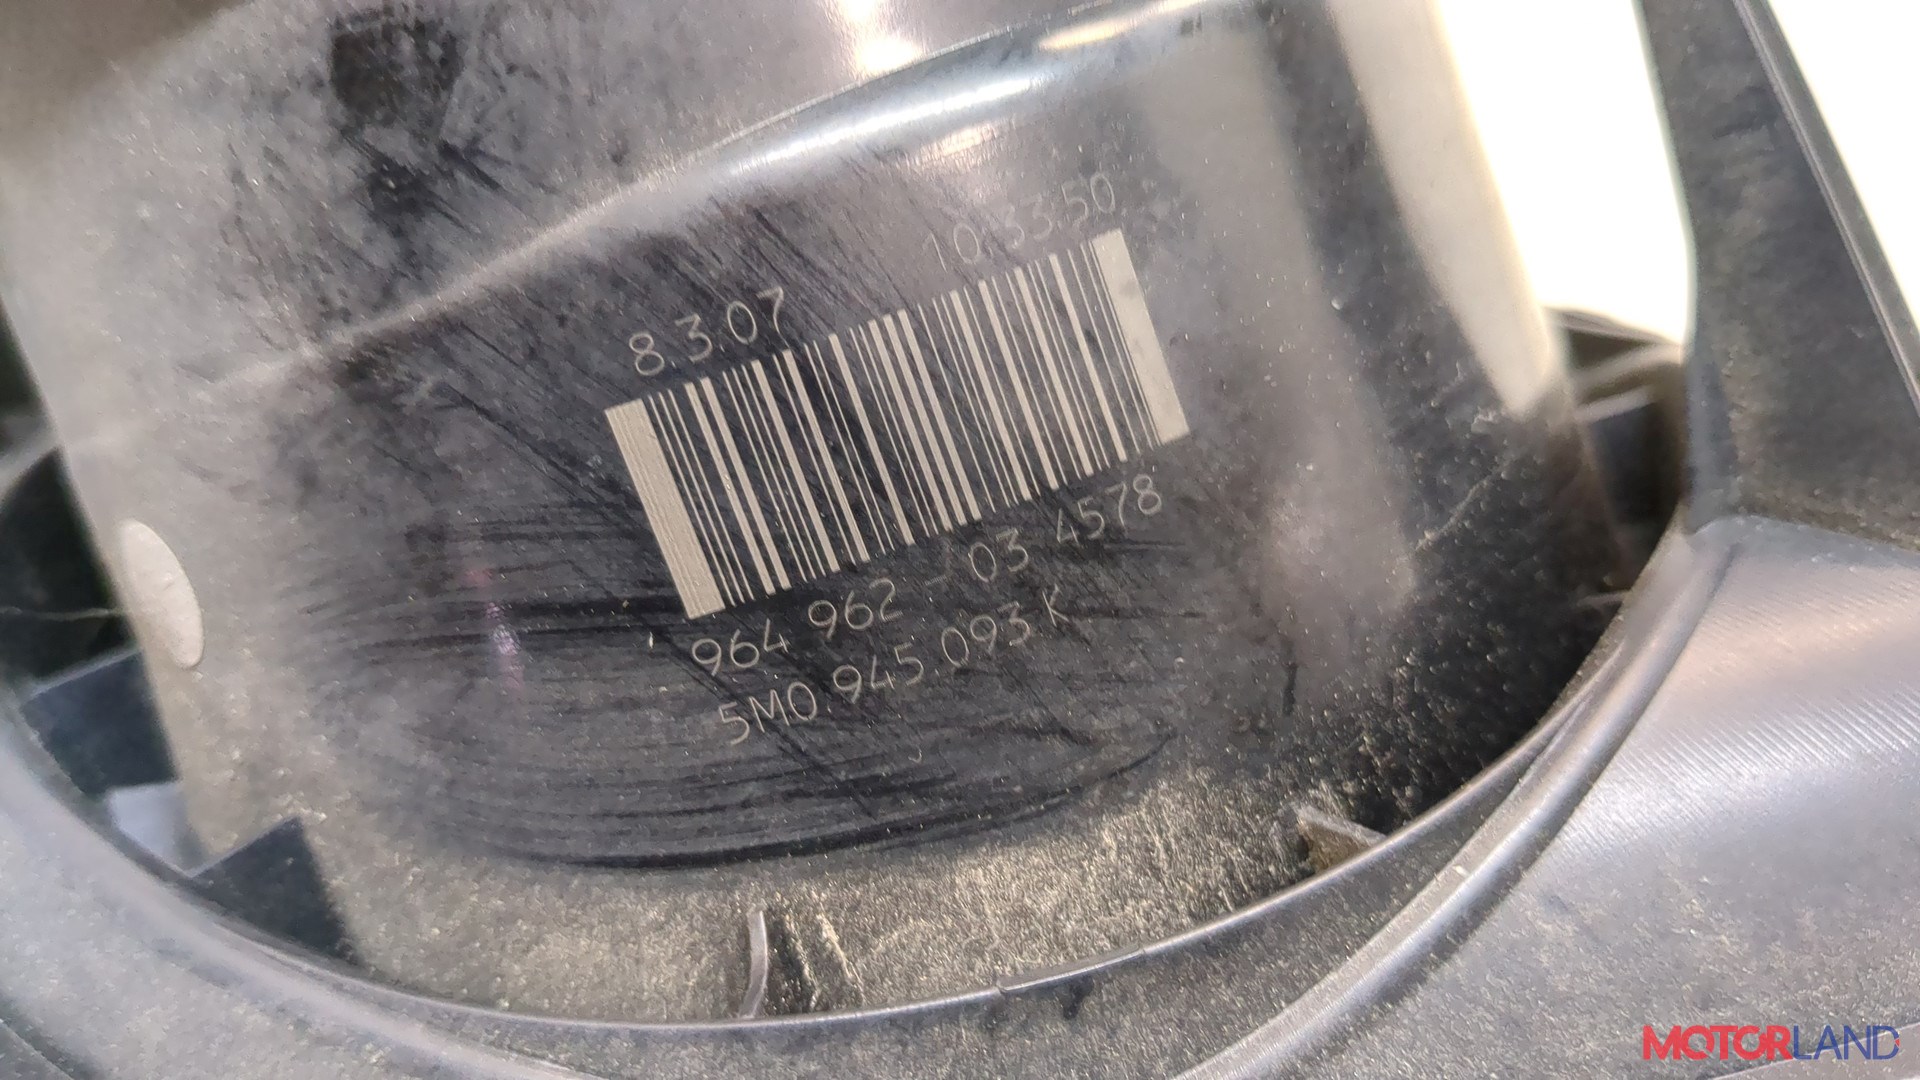 8.3.07 10:33:50
964 962 - 03 4578
5M0.945.093 K
MOTORLAND